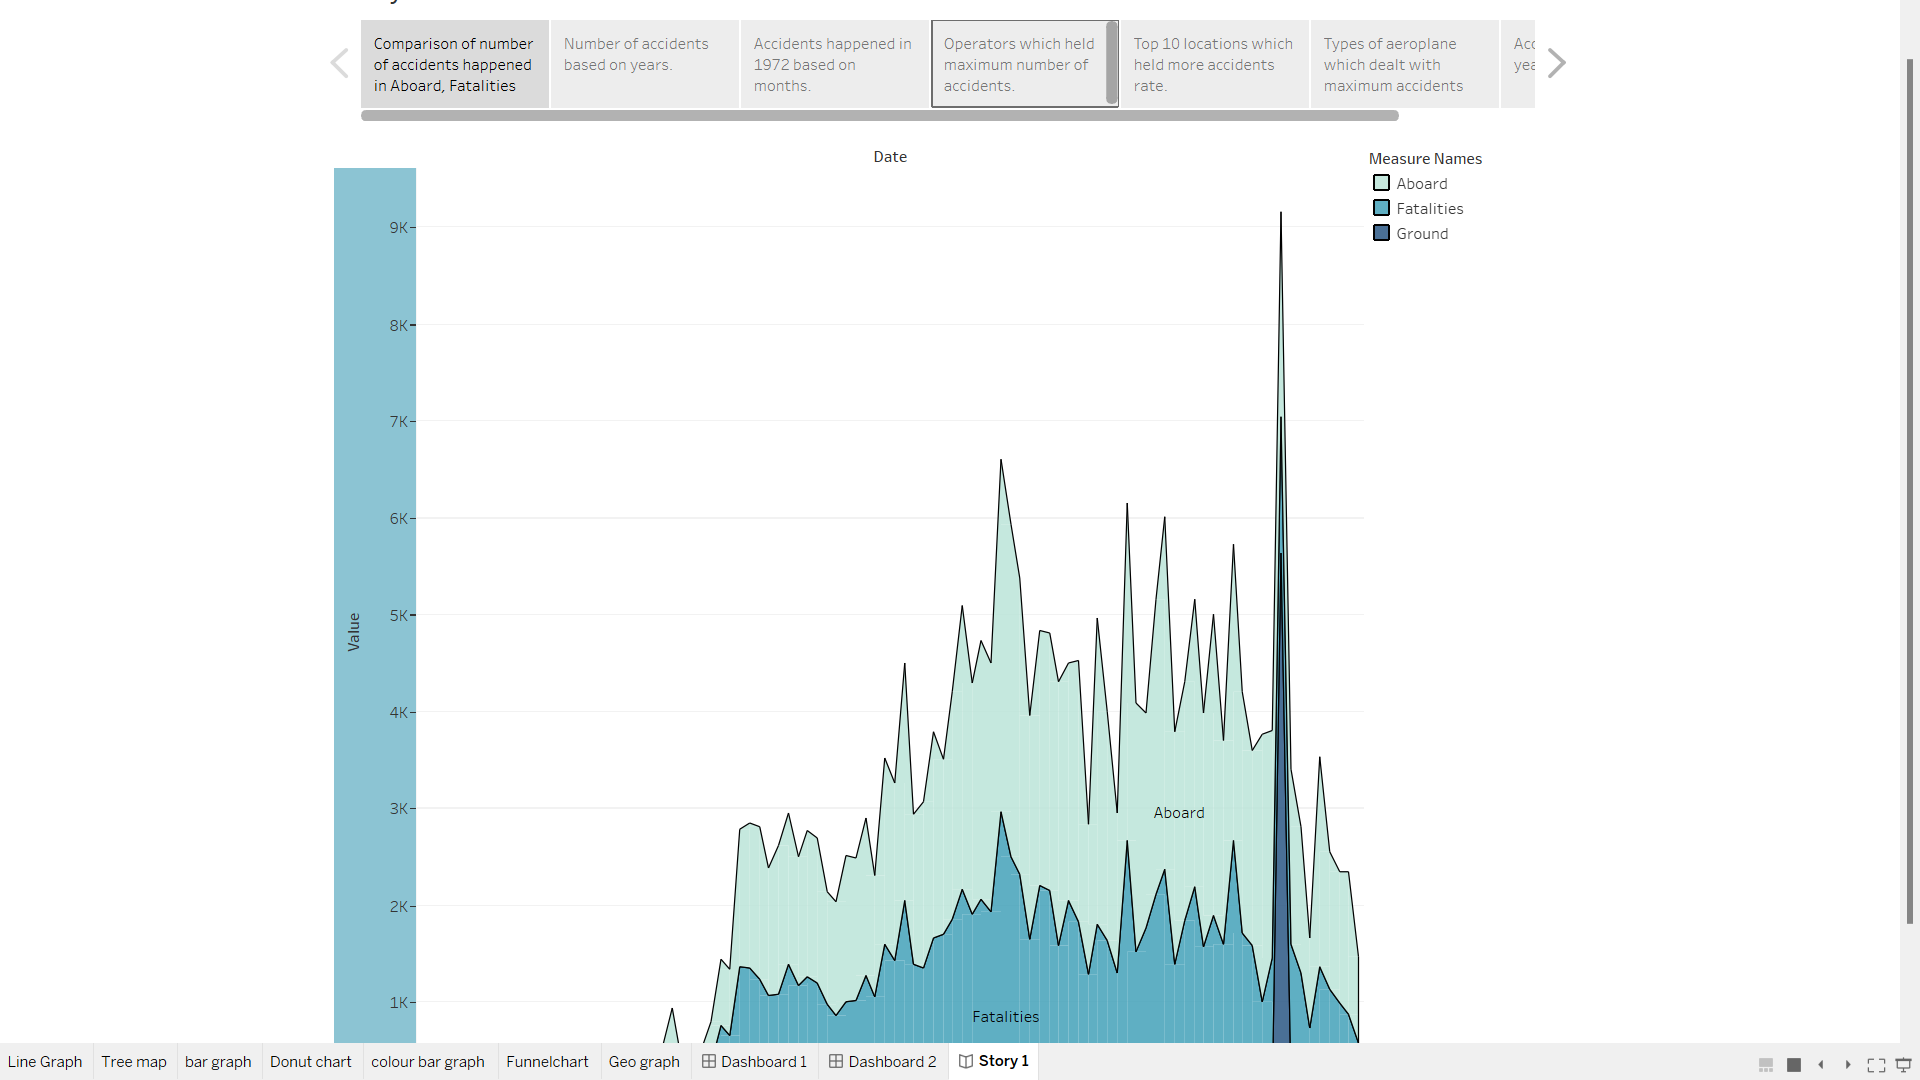 Comparison of number
of accidents happened
in Aboard, Fatalities
Number of accidents
based on years.
Accidents happened in
1972 based on
months.
Operators which held
maximum number of
accidents.
Top 10 locations which
held more accidents
rate.
Types of aeroplane
which dealt with
maximum accidents
Date
Measure Names
Aboard
Fatalities
Ground
9K
8K
7K
6K
5K
4K
3K
2K
1K
Value
Aboard
Fatalities
Line Graph
Tree map
bar graph
Donut chart
colour bar graph
Funnelchart
Geo graph
Dashboard 1
Dashboard 2
Story 1